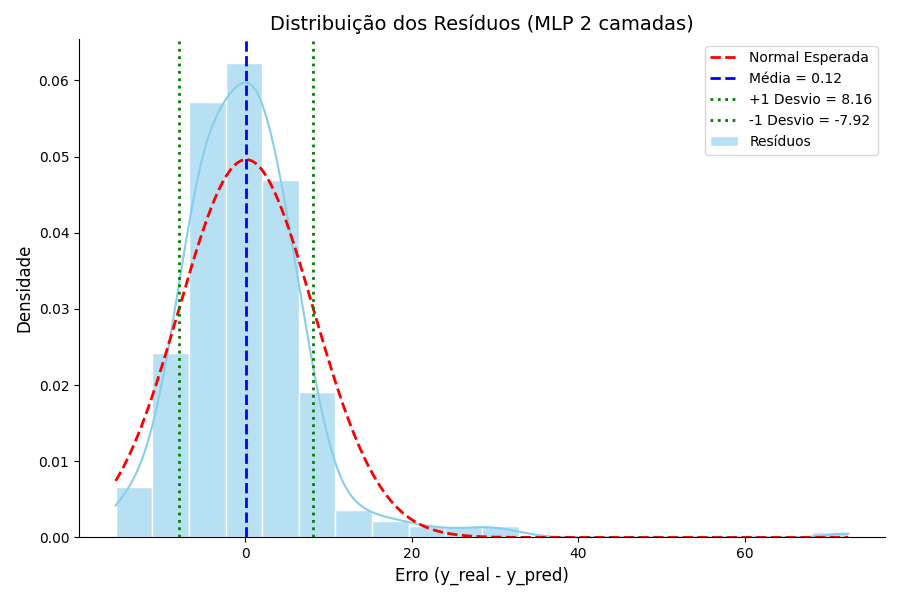 Distribuição dos Resíduos (MLP 2 camadas)
Normal Esperada
Média = 0.12
+1 Desvio = 8.16
-1 Desvio = -7.92
Resíduos
Densidade
0.06
0.05
0.04
0.03
0.02
0.01
0.00
0
20
40
60
Erro (y_real - y_pred)